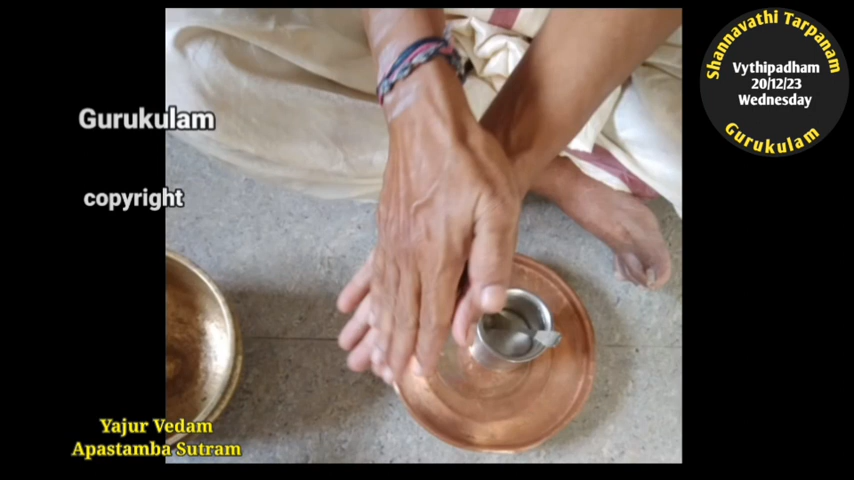 Gurukulam
copyright
Shannavathi Tarpanam
Vythipadham
20/12/23
Wednesday
Gurukulam
Yajur Vedam
Apastamba Sutram